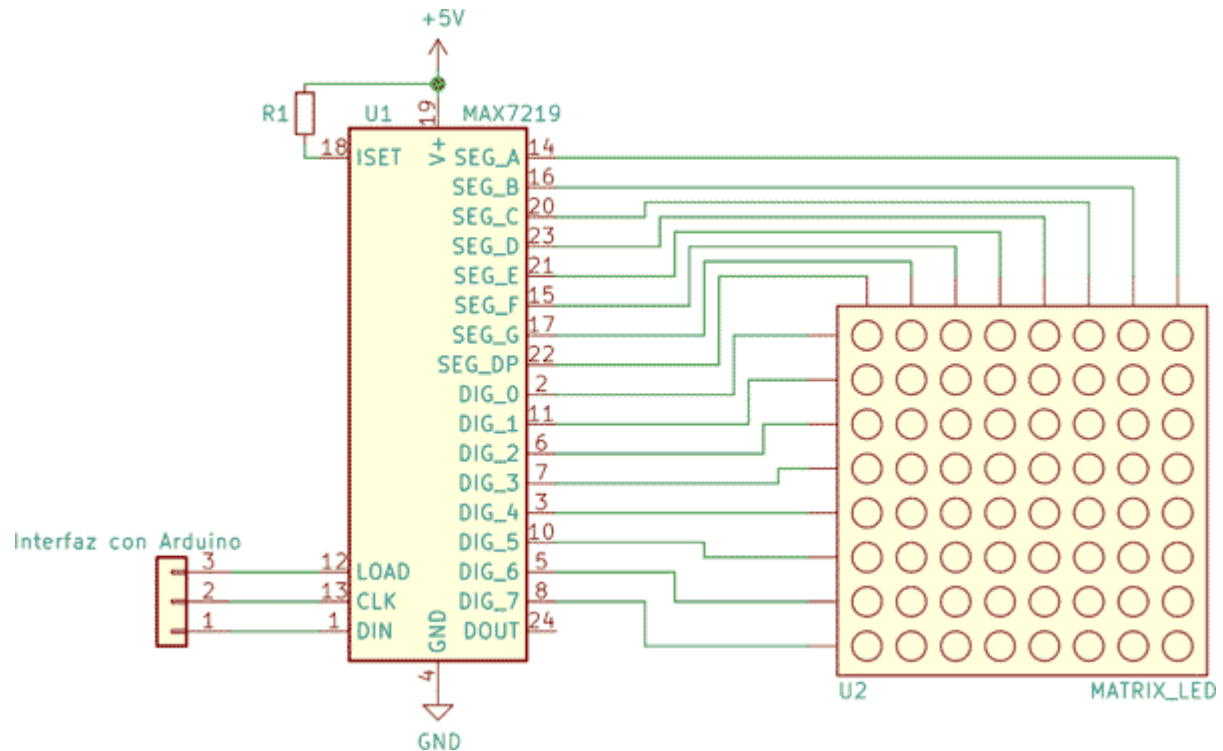 +5V
R1
U1
19
MAX7219
18
ISET
V+
SEG_A
14
SEG_B
16
SEG_C
20
SEG_D
23
SEG_E
21
SEG_F
15
SEG_G
17
SEG_DP
22
DIG_0
2
DIG_1
11
DIG_2
6
DIG_3
7
DIG_4
3
DIG_5
10
DIG_6
5
DIG_7
8
DOUT
24
Interfaz con Arduino
3
12
LOAD
2
13
CLK
1
1
DIN
GND
4
GND
U2
MATRIX_LED